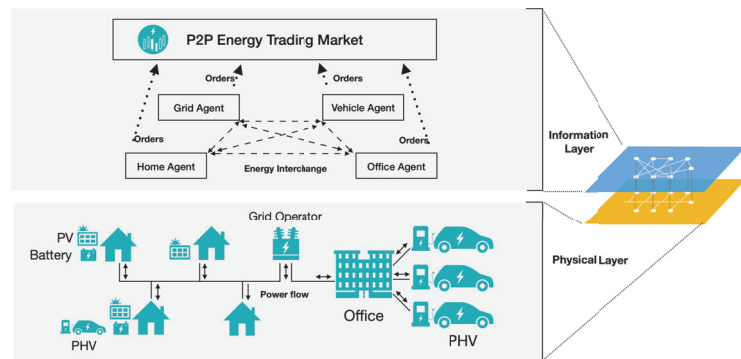 P2P Energy Trading Market
Orders
Orders
Grid Agent
Vehicle Agent
Orders
Orders
Home Agent
Energy Interchange
Office Agent
Information
Layer
Grid Operator
PV
Battery
Physical Layer
Power flow
Office
PHV
PHV